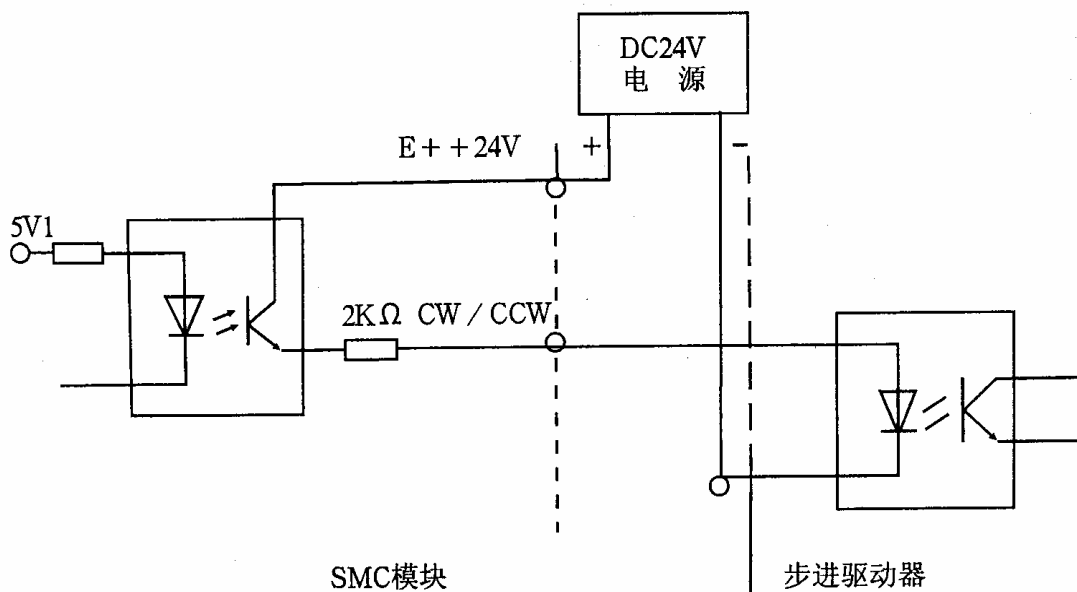 DC24V
电 源
E++24V
+
-
5V1
2KΩ CW/CCW
SMC模块
步进驱动器